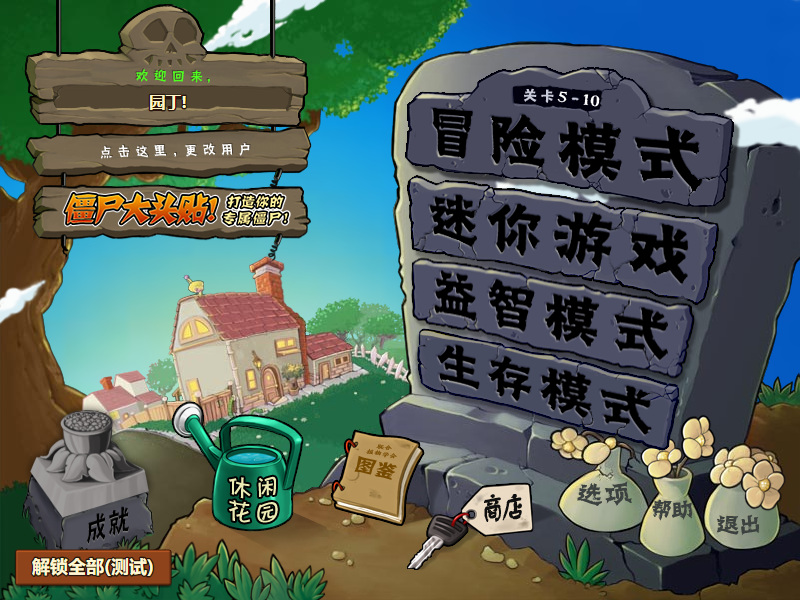 欢迎回来,
园丁!
点击这里,更改用户
僵尸大头贴!
打造你的
专属僵尸!
关卡5-10
冒险模式
迷你游戏
益智模式
生存模式
成就
休闲
花园
图鉴
商店
选项
帮助
退出
解锁全部(测试)